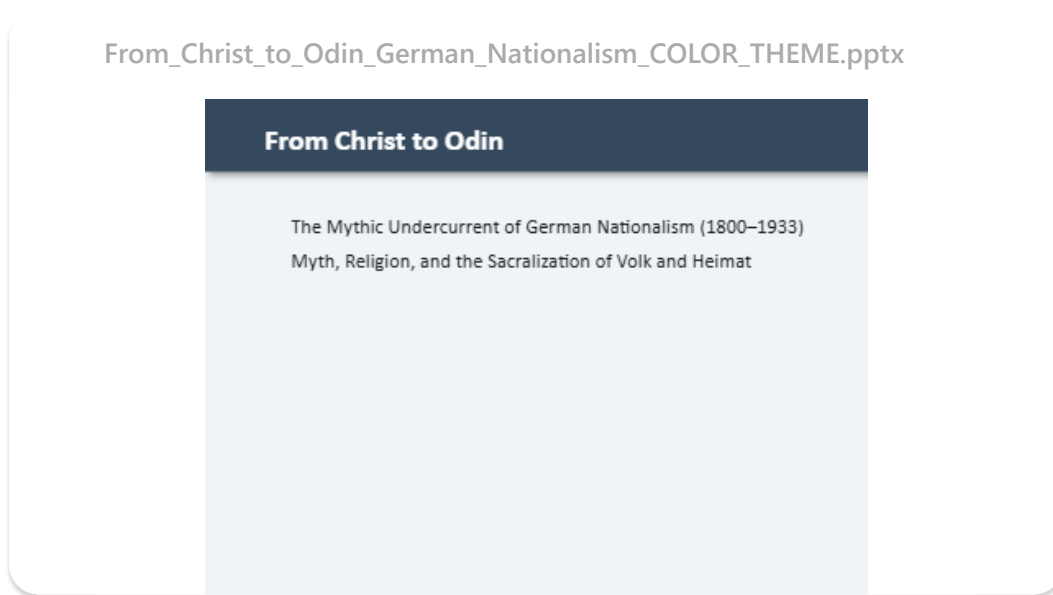 From_Christ_to_Odin_German_Nationalism_COLOR_THEME.pptx
From Christ to Odin
The Mythic Undercurrent of German Nationalism (1800–1933)
Myth, Religion, and the Sacralization of Volk and Heimat